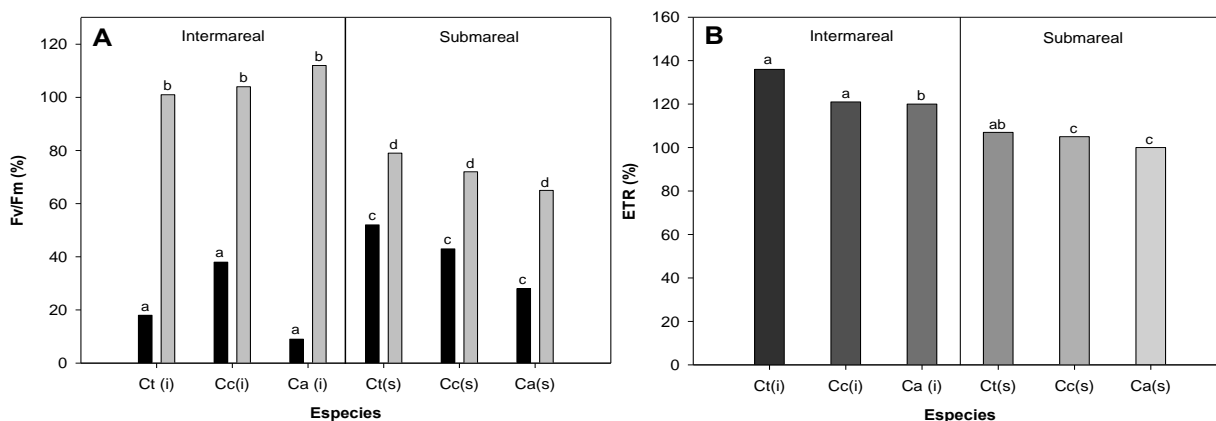 A
Intermareal
Submareal
Fv/Fm (%)
120
100
80
60
40
20
0
a
b
a
b
a
b
c
d
c
d
c
d
Ct (i)
Cc(i)
Ca (i)
Ct(s)
Cc(s)
Ca(s)
Especies
B
Intermareal
Submareal
ETR (%)
160
140
120
100
80
60
40
20
0
a
a
b
ab
c
c
Ct(i)
Cc(i)
Ca (i)
Ct(s)
Cc(s)
Ca(s)
Especies